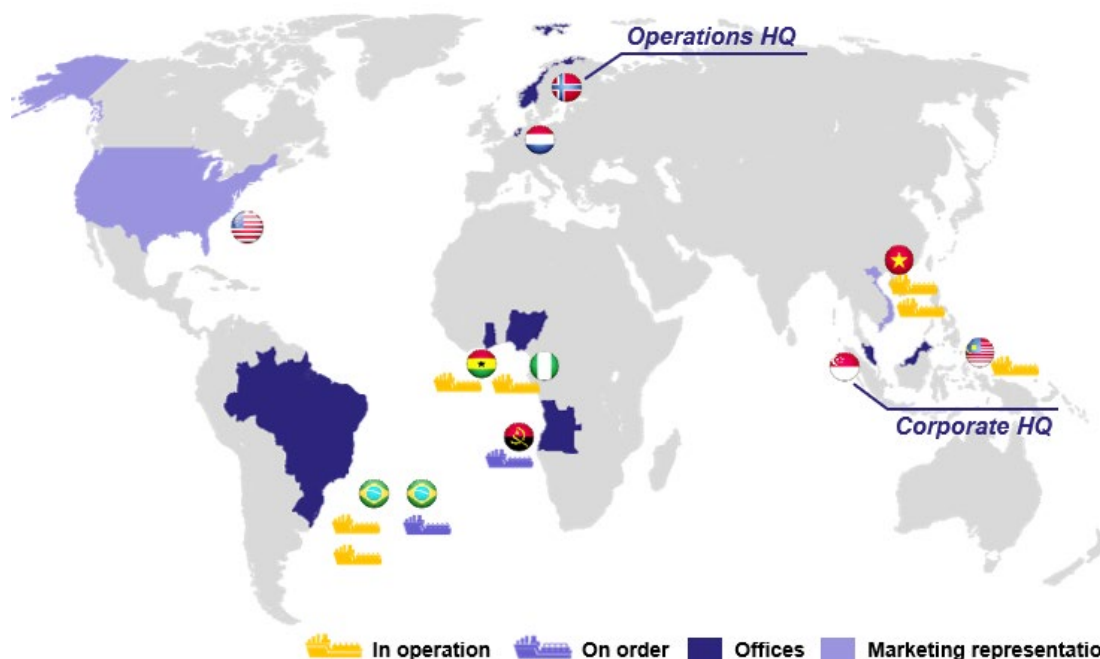 Operations HQ
Corporate HQ
In operation On order Offices Marketing representatio